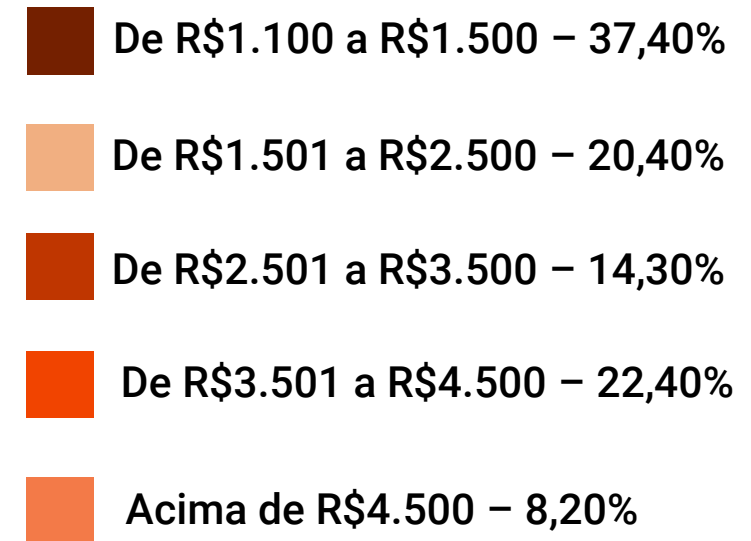 De R$1.100 a R$1.500 – 37,40%
De R$1.501 a R$2.500 – 20,40%
De R$2.501 a R$3.500 – 14,30%
De R$3.501 a R$4.500 – 22,40%
Acima de R$4.500 – 8,20%